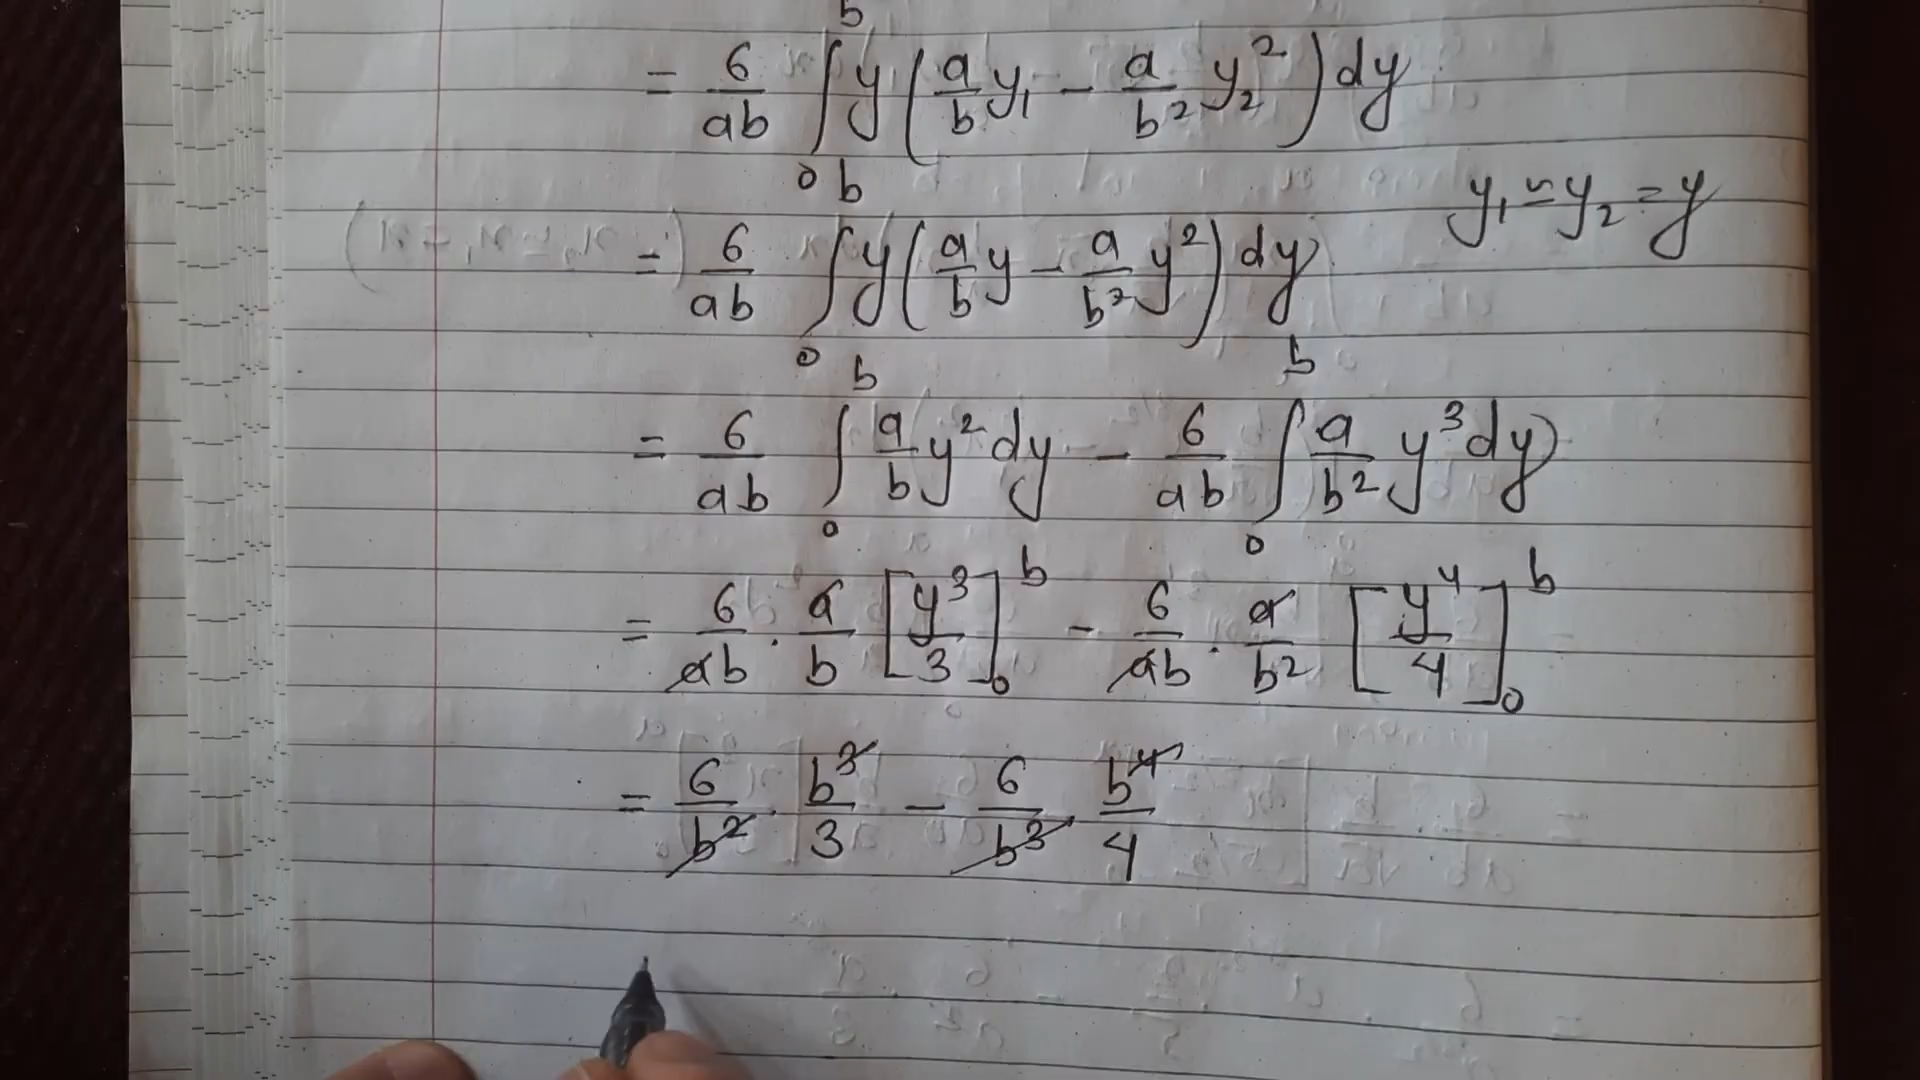 = 6/ab ∫₀ᵇ y (a/b y₁ − a/b² y₂²) dy
y₁ ≃ y₂ = y
= 6/ab ∫₀ᵇ y (a/b y − a/b² y²) dy
= 6/ab ∫₀ᵇ a/b y² dy − 6/ab ∫₀ᵇ a/b² y³ dy
= 6/ab · a/b [y³/3]₀ᵇ − 6/ab · a/b² [y⁴/4]₀ᵇ
= 6/b² · b³/3 − 6/b³ · b⁴/4